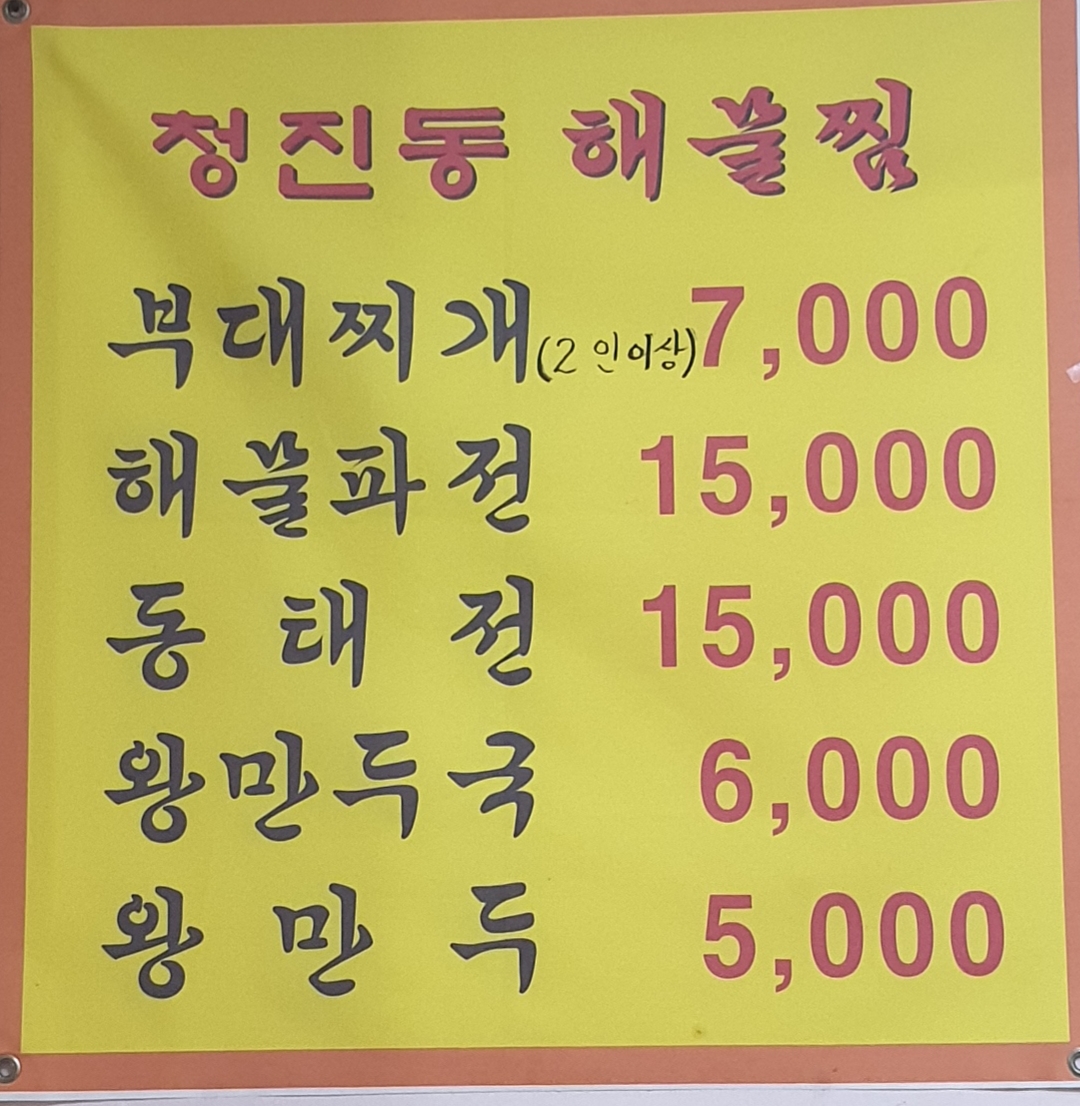 청진동 해물찜
부대찌개(2인이상)7,000
해물파전 15,000
동태전 15,000
왕만두국 6,000
왕만두 5,000